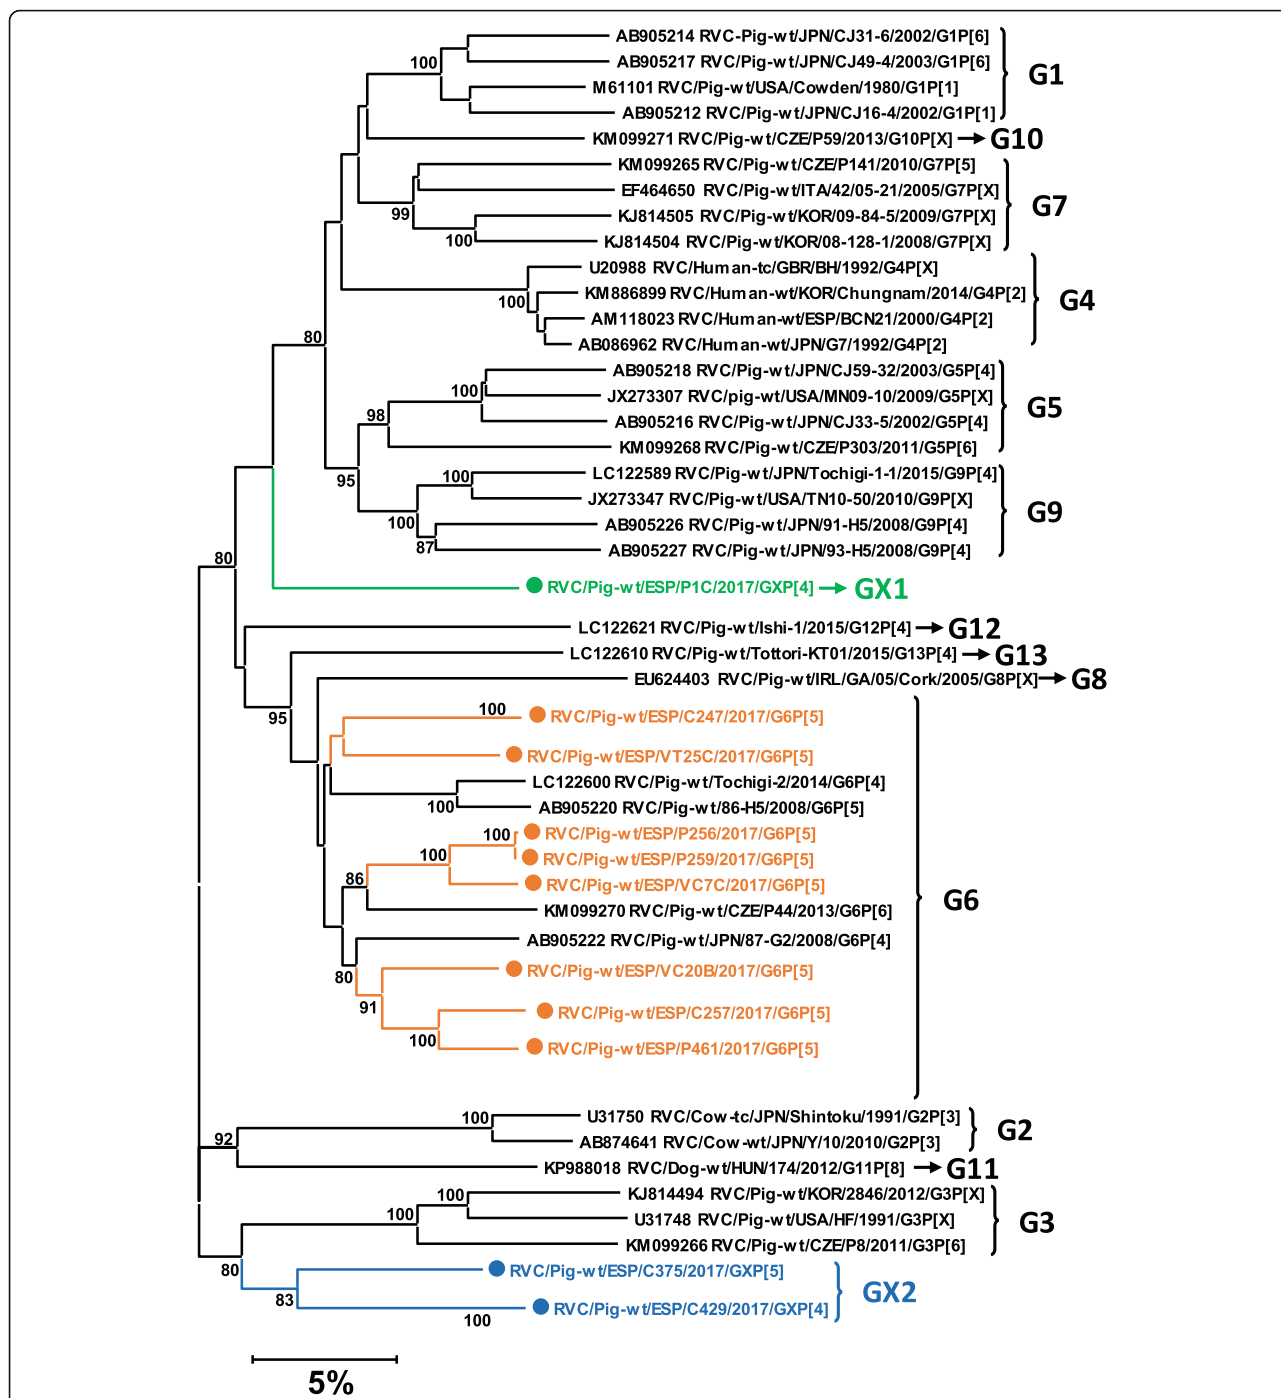 AB905214 RVC-Pig-wt/JPN/CJ31-6/2002/G1P[6]
100
AB905217 RVC/Pig-wt/JPN/CJ49-4/2003/G1P[6]
G1
M61101 RVC/Pig-wt/USA/Cowden/1980/G1P[1]
AB905212 RVC/Pig-wt/JPN/CJ16-4/2002/G1P[1]
KM099271 RVC/Pig-wt/CZE/P59/2013/G10P[X]
G10
KM099265 RVC/Pig-wt/CZE/P141/2010/G7P[5]
EF464650 RVC/Pig-wt/ITA/42/05-21/2005/G7P[X]
G7
99
KJ814505 RVC/Pig-wt/KOR/09-84-5/2009/G7P[X]
100
KJ814504 RVC/Pig-wt/KOR/08-128-1/2008/G7P[X]
U20988 RVC/Human-tc/GBR/BH/1992/G4P[X]
100
KM886899 RVC/Human-wt/KOR/Chungnam/2014/G4P[2]
G4
AM118023 RVC/Human-wt/ESP/BCN21/2000/G4P[2]
80
AB086962 RVC/Human-wt/JPN/G7/1992/G4P[2]
AB905218 RVC/Pig-wt/JPN/CJ59-32/2003/G5P[4]
100
JX273307 RVC/pig-wt/USA/MN09-10/2009/G5P[X]
G5
98
AB905216 RVC/Pig-wt/JPN/CJ33-5/2002/G5P[4]
KM099268 RVC/Pig-wt/CZE/P303/2011/G5P[6]
95
100
LC122589 RVC/Pig-wt/JPN/Tochigi-1-1/2015/G9P[4]
JX273347 RVC/Pig-wt/USA/TN10-50/2010/G9P[X]
G9
100
AB905226 RVC/Pig-wt/JPN/91-H5/2008/G9P[4]
87
AB905227 RVC/Pig-wt/JPN/93-H5/2008/G9P[4]
80
RVC/Pig-wt/ESP/P1C/2017/GXP[4]
GX1
LC122621 RVC/Pig-wt/Ishi-1/2015/G12P[4]
G12
LC122610 RVC/Pig-wt/Tottori-KT01/2015/G13P[4]
G13
EU624403 RVC/Pig-wt/IRL/GA/05/Cork/2005/G8P[X]
G8
95
100
RVC/Pig-wt/ESP/C247/2017/G6P[5]
RVC/Pig-wt/ESP/VT25C/2017/G6P[5]
LC122600 RVC/Pig-wt/Tochigi-2/2014/G6P[4]
100
AB905220 RVC/Pig-wt/86-H5/2008/G6P[5]
100
RVC/Pig-wt/ESP/P256/2017/G6P[5]
100
RVC/Pig-wt/ESP/P259/2017/G6P[5]
86
RVC/Pig-wt/ESP/VC7C/2017/G6P[5]
G6
KM099270 RVC/Pig-wt/CZE/P44/2013/G6P[6]
AB905222 RVC/Pig-wt/JPN/87-G2/2008/G6P[4]
80
RVC/Pig-wt/ESP/VC20B/2017/G6P[5]
91
RVC/Pig-wt/ESP/C257/2017/G6P[5]
100
RVC/Pig-wt/ESP/P461/2017/G6P[5]
100
U31750 RVC/Cow-tc/JPN/Shintoku/1991/G2P[3]
G2
92
AB874641 RVC/Cow-wt/JPN/Y/10/2010/G2P[3]
KP988018 RVC/Dog-wt/HUN/174/2012/G11P[8]
G11
100
KJ814494 RVC/Pig-wt/KOR/2846/2012/G3P[X]
100
U31748 RVC/Pig-wt/USA/HF/1991/G3P[X]
G3
KM099266 RVC/Pig-wt/CZE/P8/2011/G3P[6]
80
RVC/Pig-wt/ESP/C375/2017/GXP[5]
83
GX2
RVC/Pig-wt/ESP/C429/2017/GXP[4]
100
5%